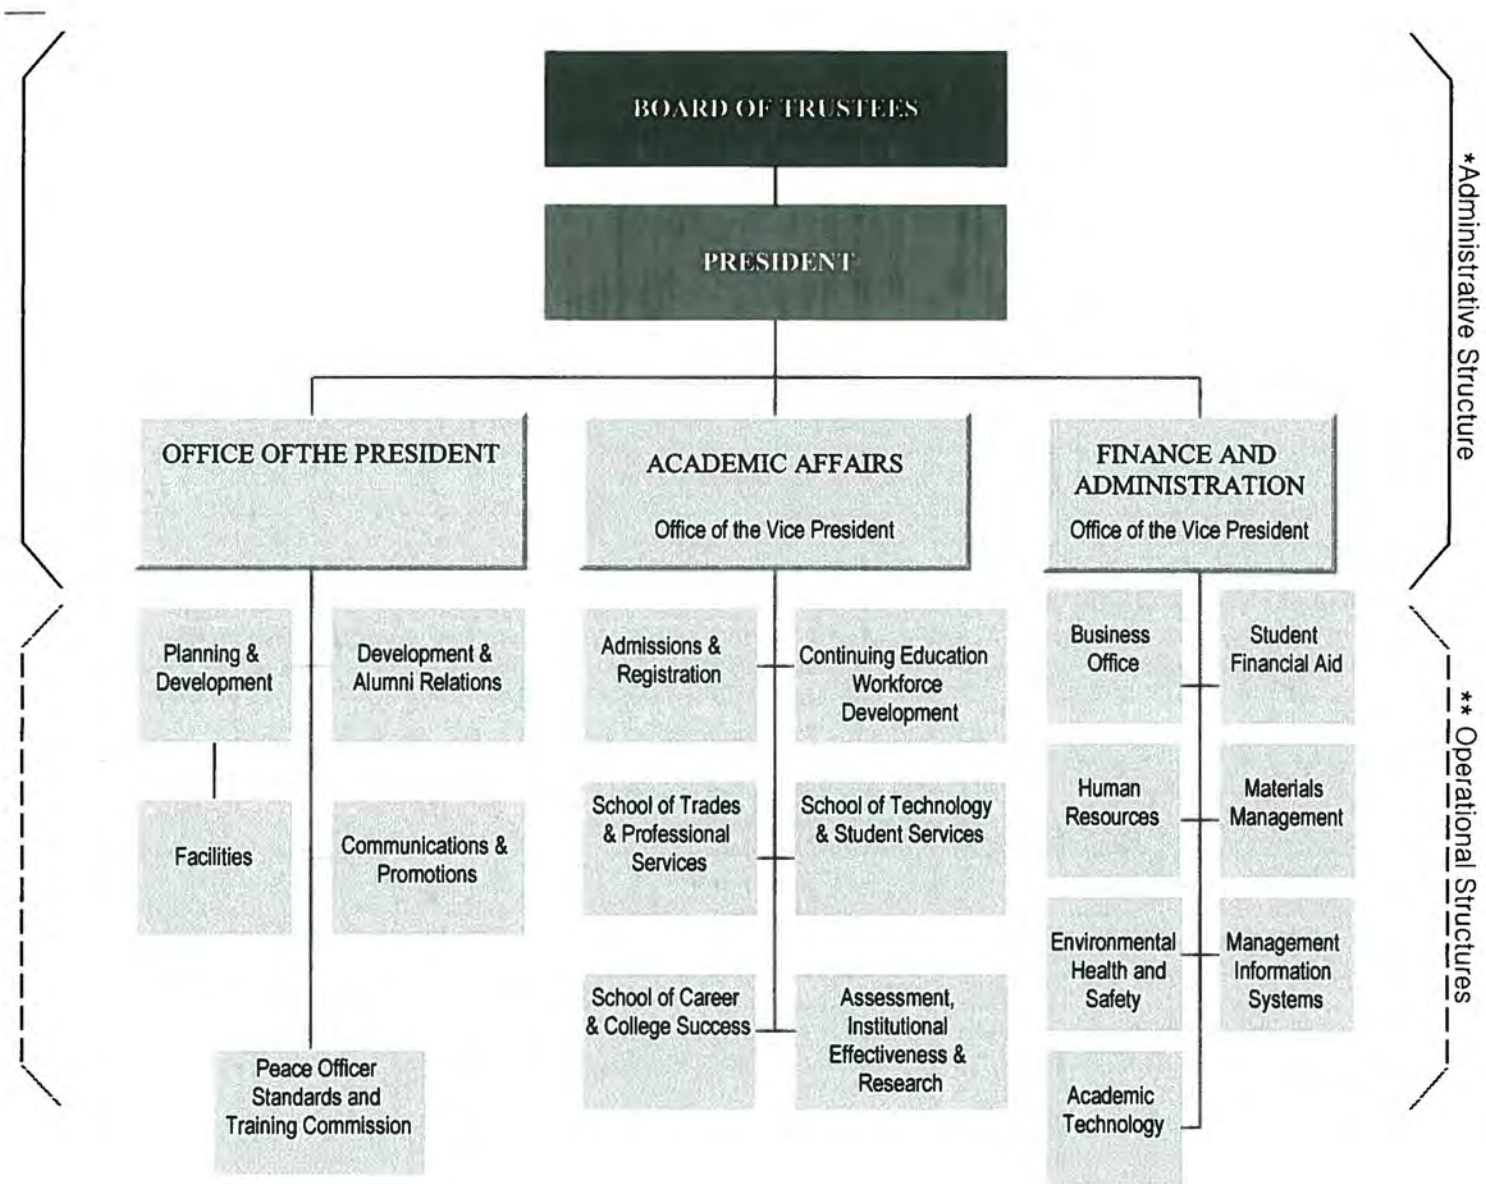 BOARD OF TRUSTEES
PRESIDENT
*Administrative Structure
OFFICE OFTHE PRESIDENT
ACADEMIC AFFAIRS
Office of the Vice President
FINANCE AND
ADMINISTRATION
Office of the Vice President
Planning &
Development
Development &
Alumni Relations
Facilities
Communications &
Promotions
Peace Officer
Standards and
Training Commission
Admissions &
Registration
Continuing Education
Workforce
Development
School of Trades
& Professional
Services
School of Technology
& Student Services
School of Career
& College Success
Assessment,
Institutional
Effectiveness &
Research
Business
Office
Student
Financial Aid
Human
Resources
Materials
Management
Environmental
Health and
Safety
Management
Information
Systems
Academic
Technology
** Operational Structures